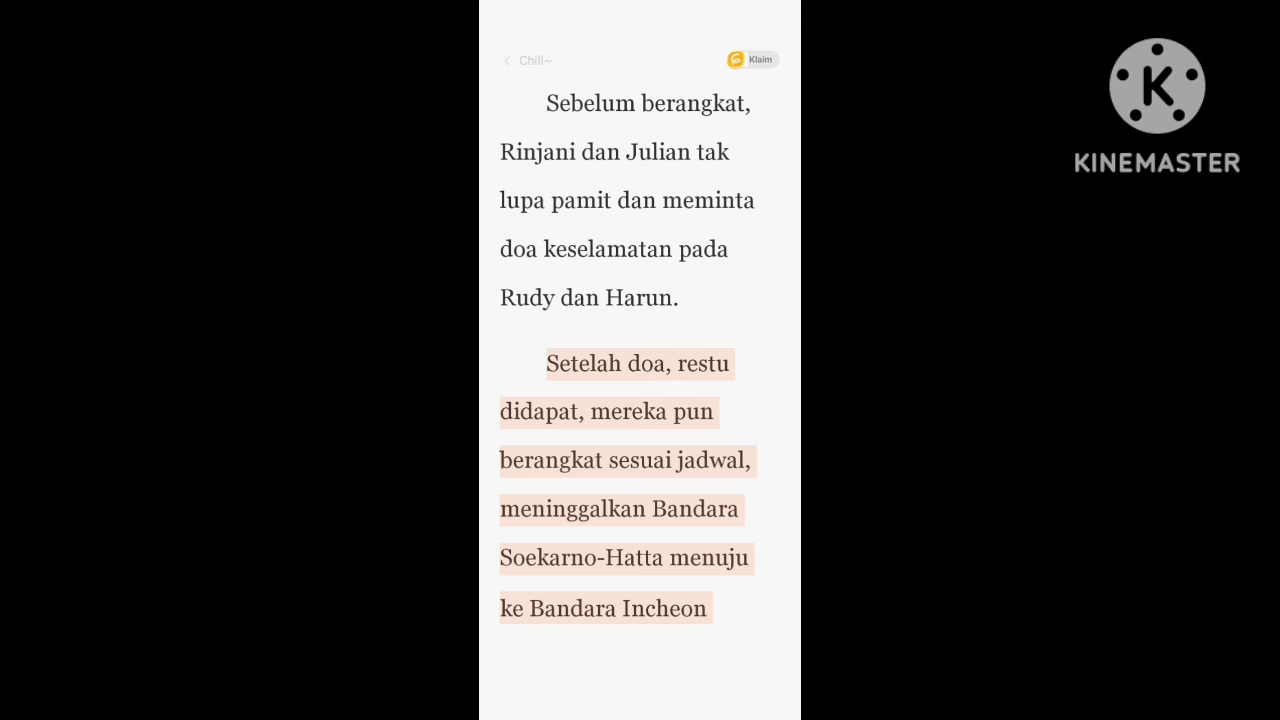 Chill~
Klaim
Sebelum berangkat,
Rinjani dan Julian tak
lupa pamit dan meminta
doa keselamatan pada
Rudy dan Harun.
Setelah doa, restu
didapat, mereka pun
berangkat sesuai jadwal,
meninggalkan Bandara
Soekarno-Hatta menuju
ke Bandara Incheon
K
KINEMASTER